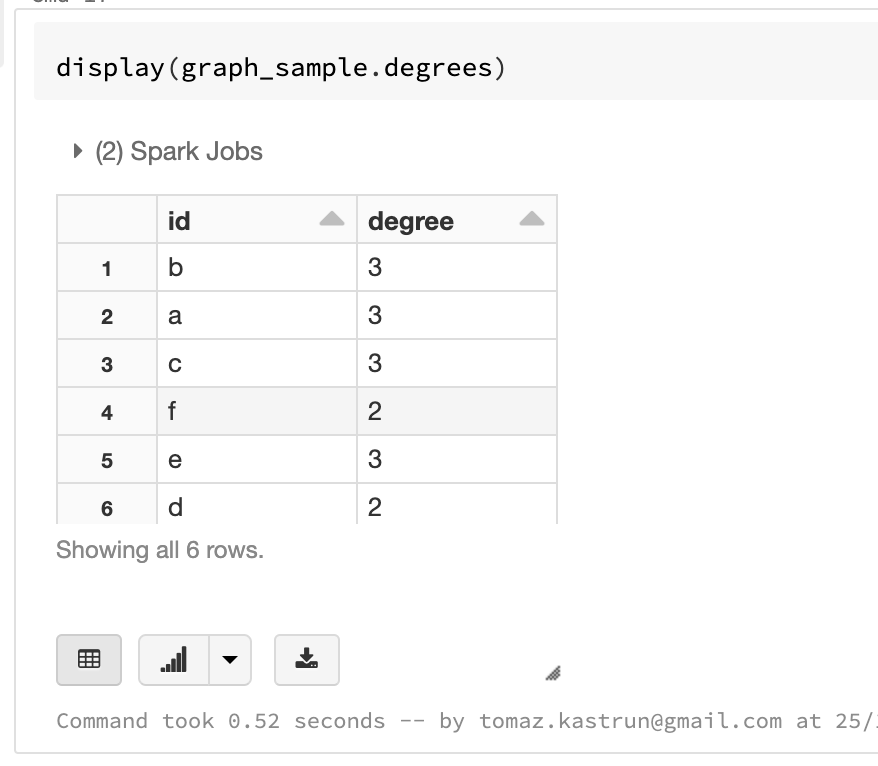 display(graph_sample.degrees)
(2) Spark Jobs
id degree
1 b 3
2 a 3
3 c 3
4 f 2
5 e 3
6 d 2
Showing all 6 rows.
Command took 0.52 seconds -- by tomaz.kastrun@gmail.com at 25/